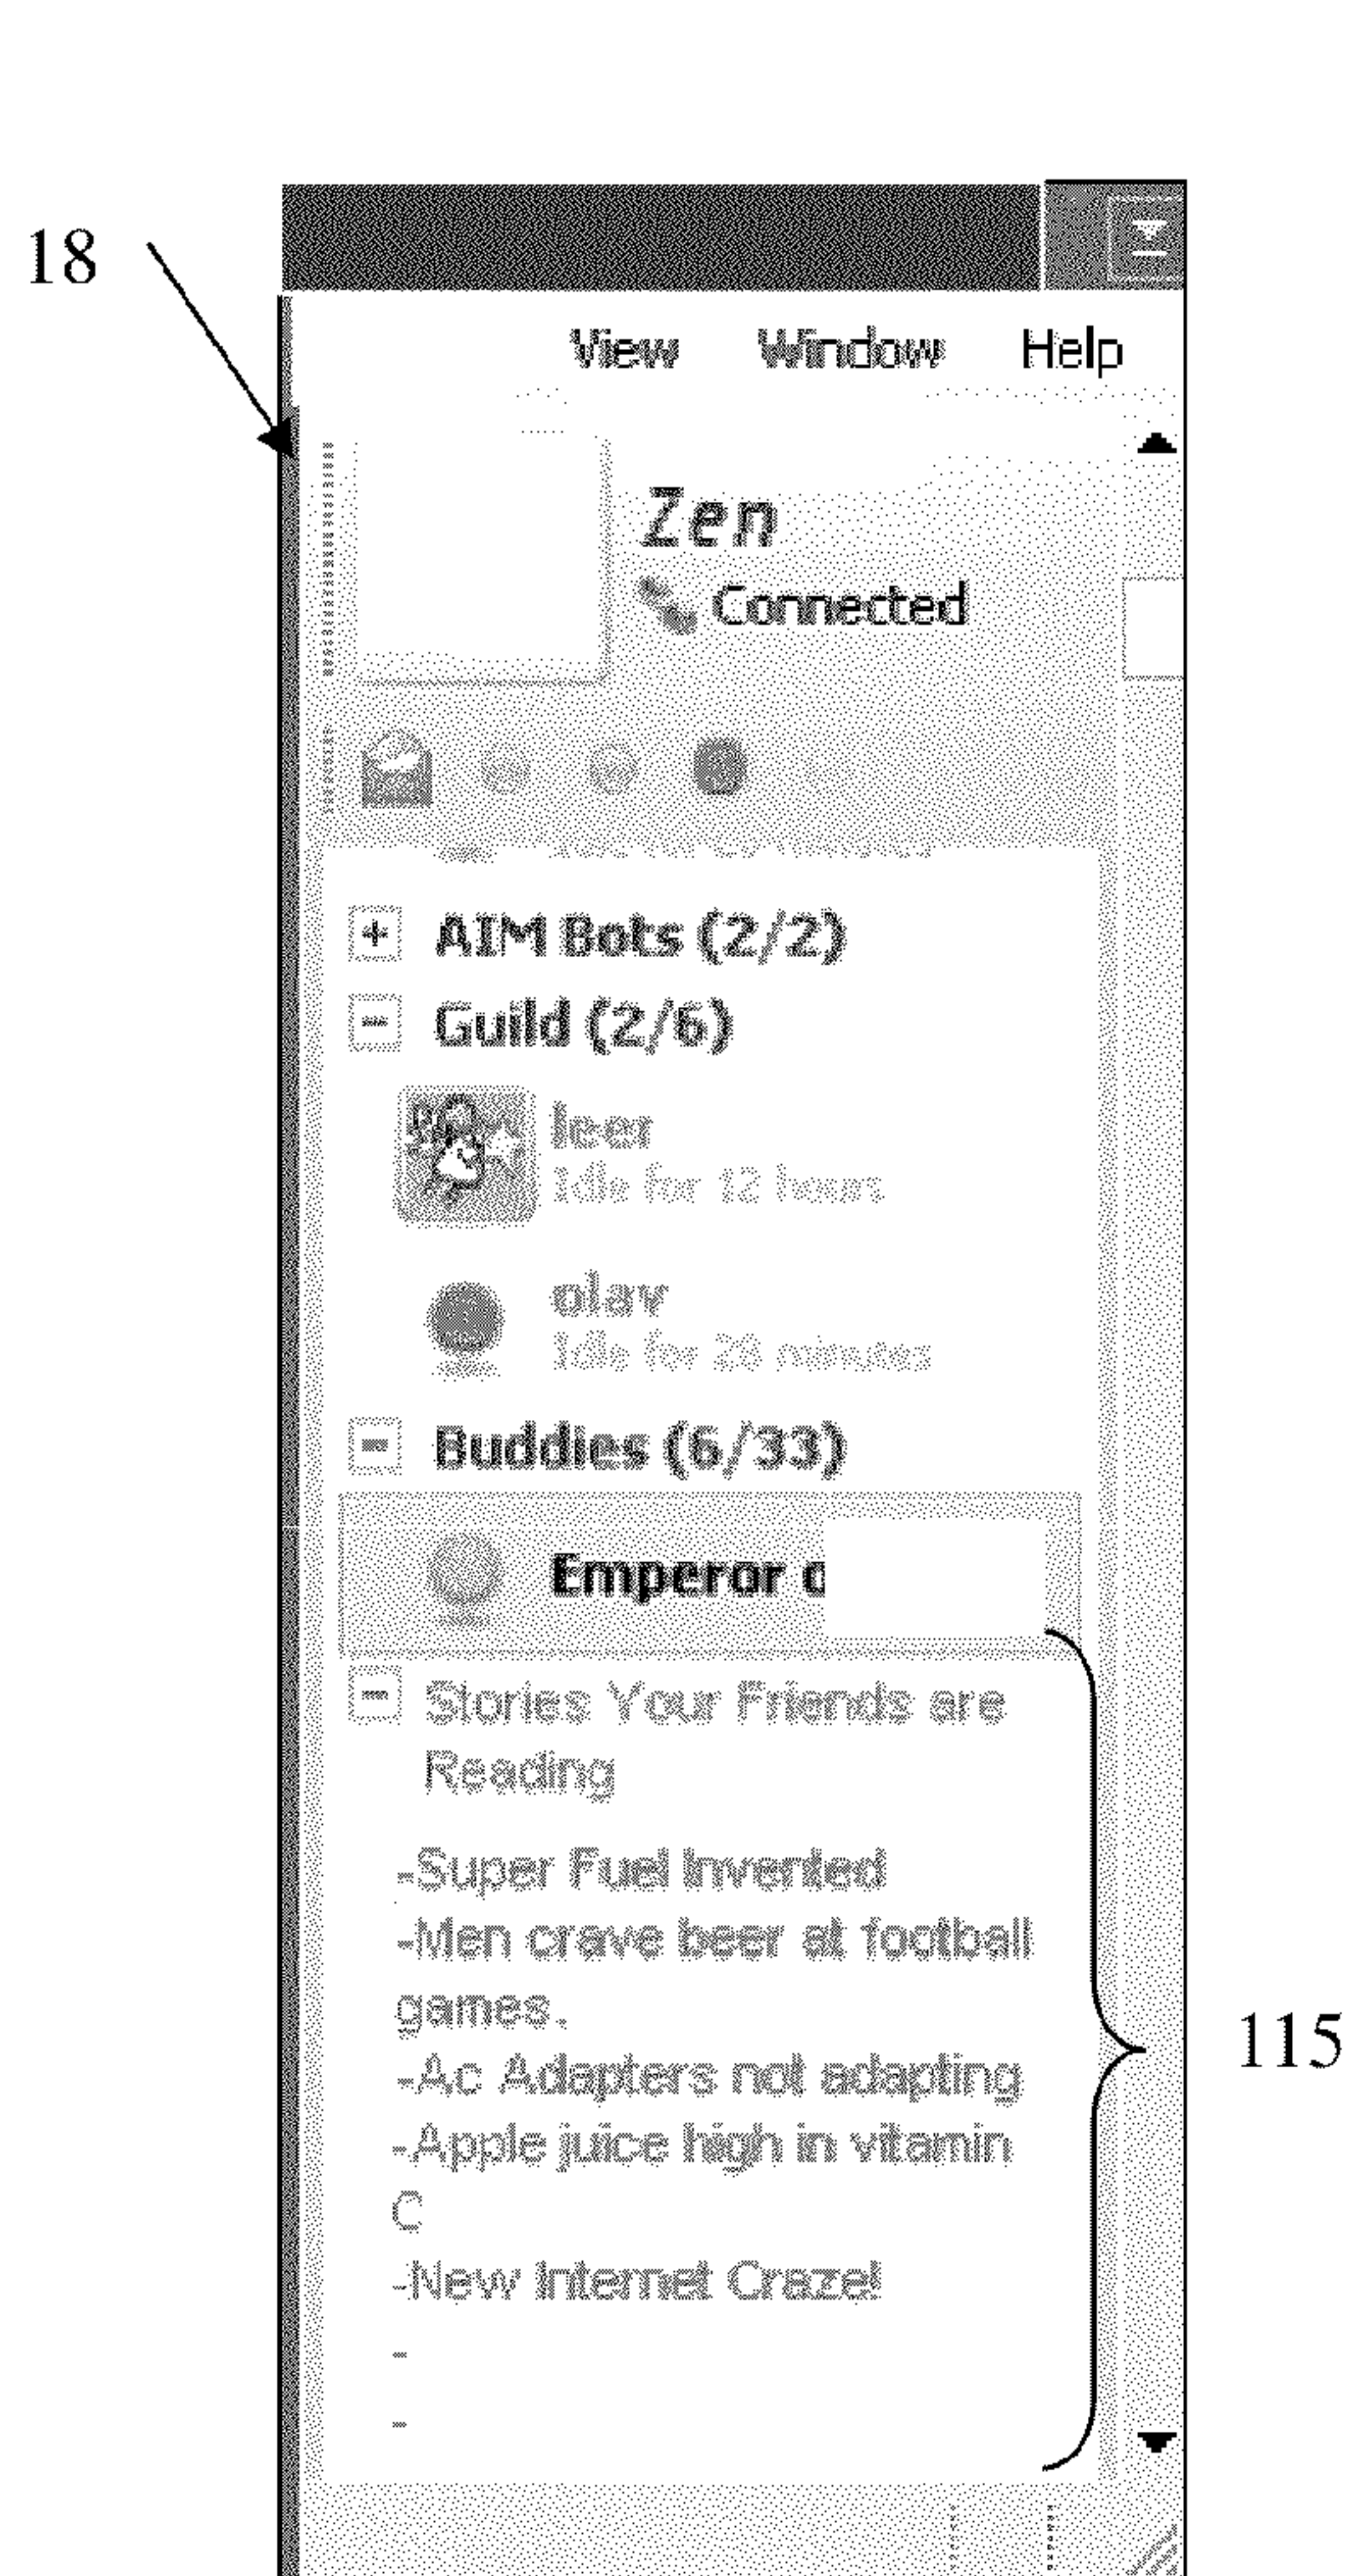 18
View Window Help
Zen
Connected
AIM Bots (2/2)
Guild (2/6)
leer
Idle for 12 hours
olav
Idle for 26 minutes
Buddies (6/33)
Emperor
Stories Your Friends are
Reading
-Super Fuel Invented
-Men crave beer at football
games.
-Ac Adapters not adapting
-Apple juice high in vitamin
C
-New Internet Craze!
-
-
115